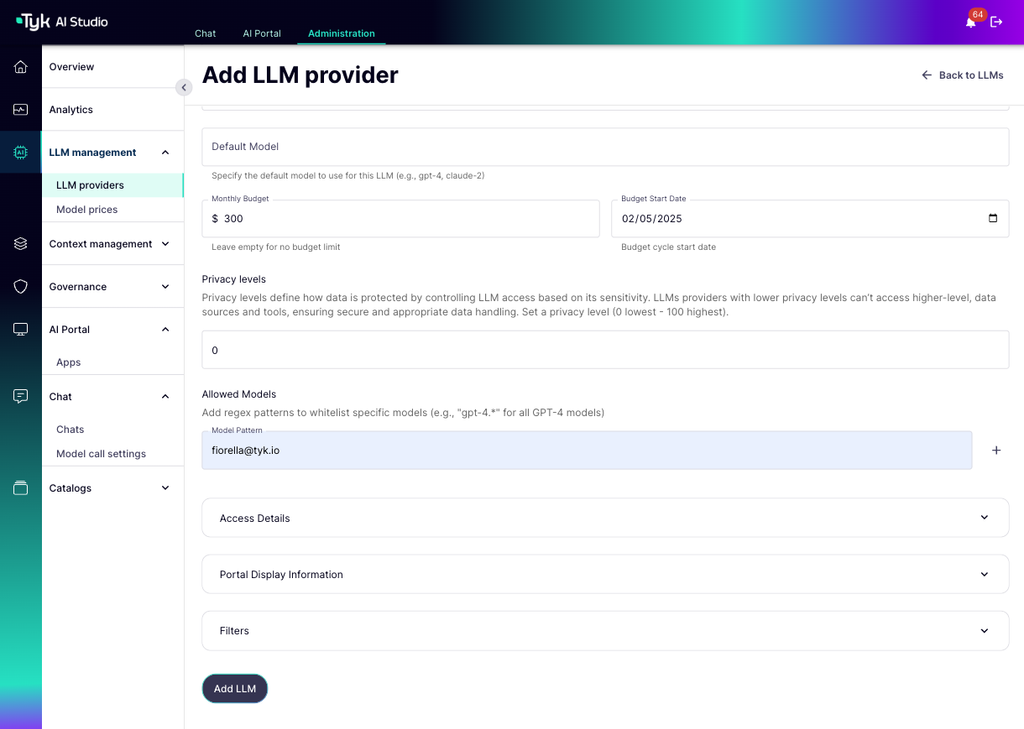 Tyk AI Studio
Chat
AI Portal
Administration
64
Overview
Analytics
LLM management
LLM providers
Model prices
Context management
Governance
AI Portal
Apps
Chat
Chats
Model call settings
Catalogs
Add LLM provider
Back to LLMs
Default Model
Specify the default model to use for this LLM (e.g., gpt-4, claude-2)
Monthly Budget
$ 300
Leave empty for no budget limit
Budget Start Date
02/05/2025
Budget cycle start date
Privacy levels
Privacy levels define how data is protected by controlling LLM access based on its sensitivity. LLMs providers with lower privacy levels can't access higher-level, data
sources and tools, ensuring secure and appropriate data handling. Set a privacy level (0 lowest - 100 highest).
0
Allowed Models
Add regex patterns to whitelist specific models (e.g., "gpt-4.*" for all GPT-4 models)
Model Pattern
fiorella@tyk.io
Access Details
Portal Display Information
Filters
Add LLM